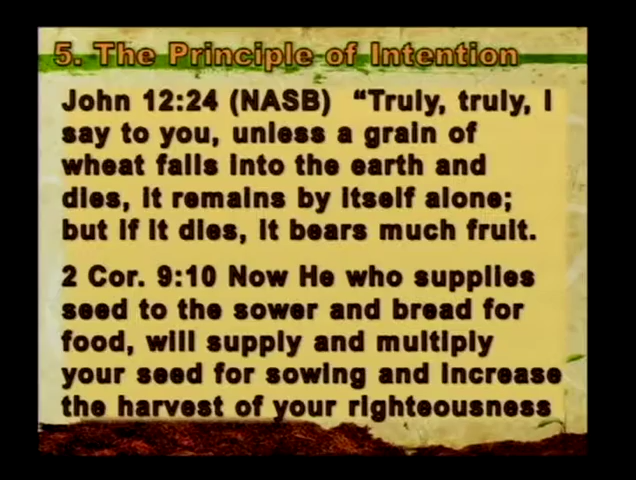 5. The Principle of Intention
John 12:24 (NASB) “Truly, truly, I
say to you, unless a grain of
wheat falls into the earth and
dies, it remains by itself alone;
but if it dies, it bears much fruit.
2 Cor. 9:10 Now He who supplies
seed to the sower and bread for
food, will supply and multiply
your seed for sowing and increase
the harvest of your righteousness